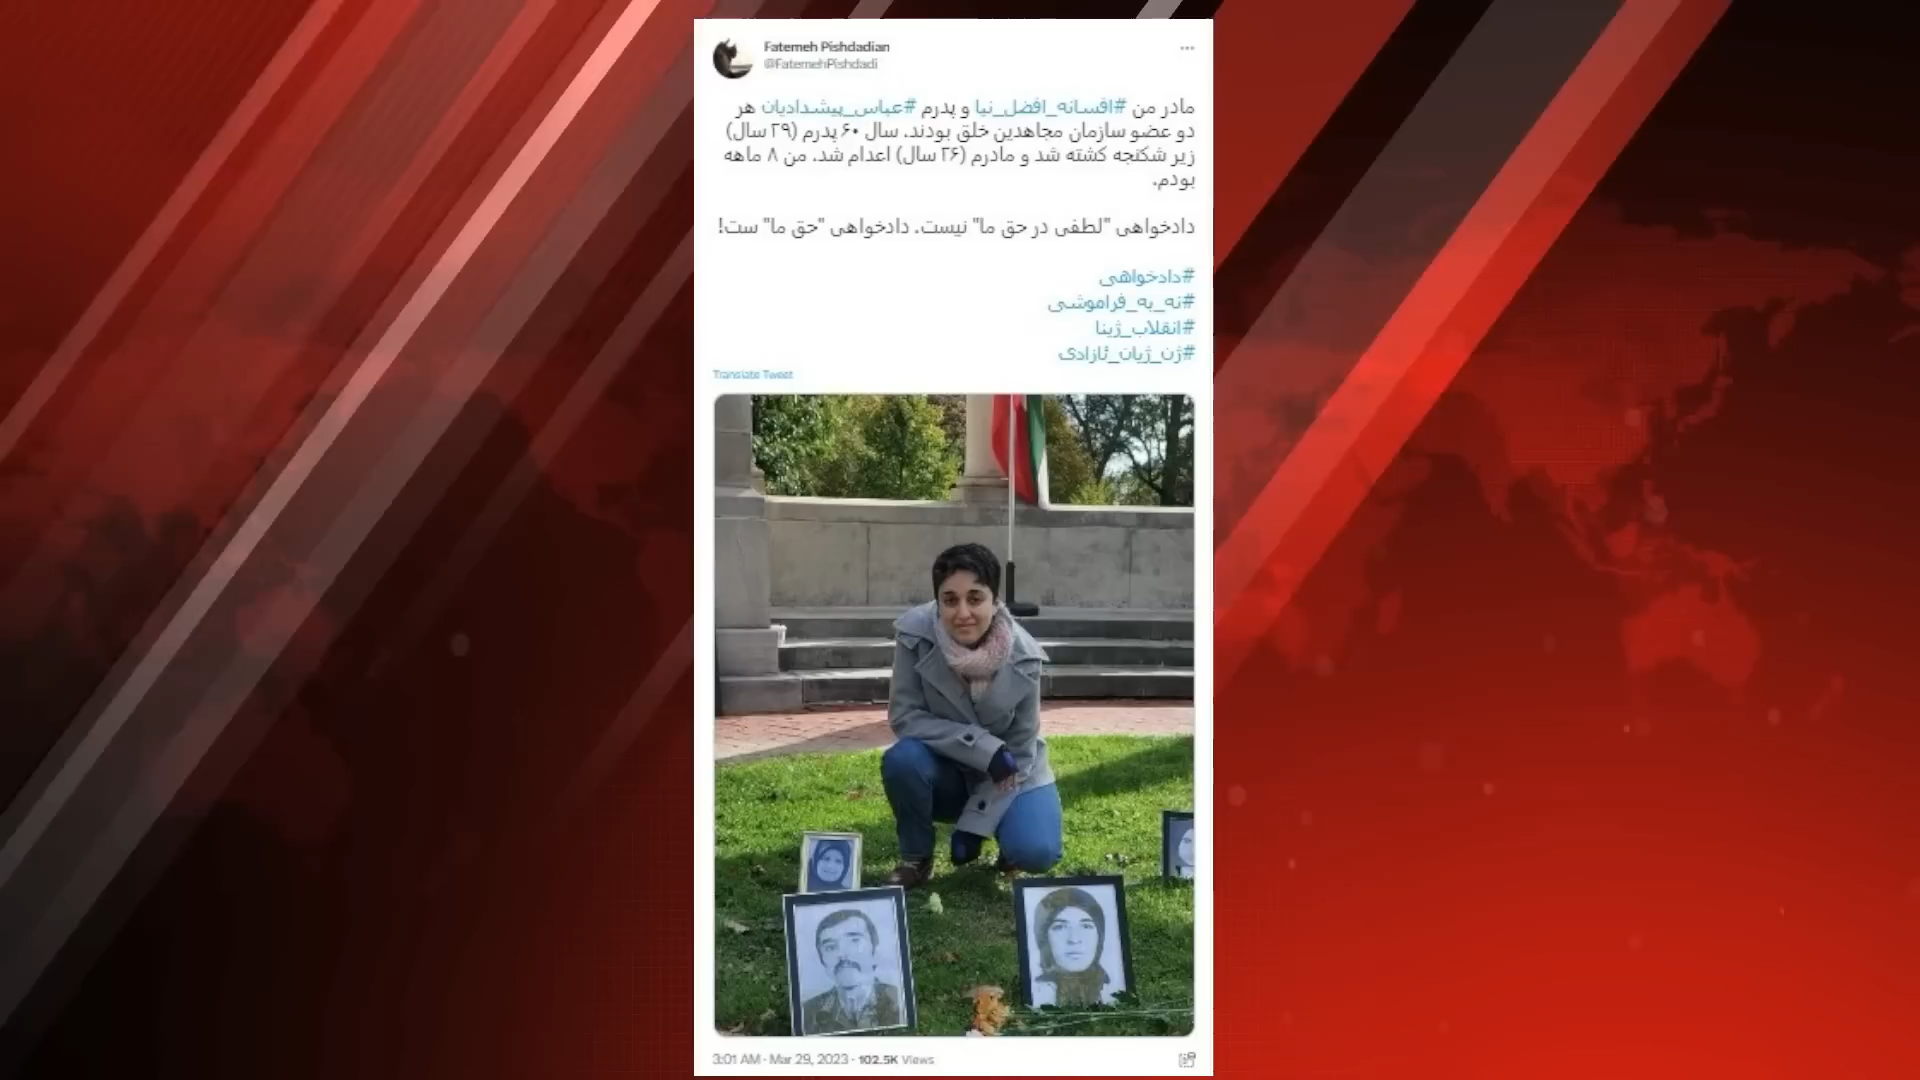 Fatemeh Pishdadian
@FatemehPishdadi
مادر من #افسانه_افضل_نیا و پدرم #عباس_پیشدادیان هر
دو عضو سازمان مجاهدین خلق بودند. سال ۶۰ پدرم (۲۹ سال)
زیر شکنجه کشته شد و مادرم (۲۶ سال) اعدام شد. من ۸ ماهه
بودم.
دادخواهی "لطفی در حق ما" نیست. دادخواهی "حق ما" ست!
#دادخواهی
#نه_به_فراموشی
#انقلاب_ژینا
#ژن_ژیان_ئازادی
Translate Tweet
3:01 AM · Mar 29, 2023 · 102.5K Views